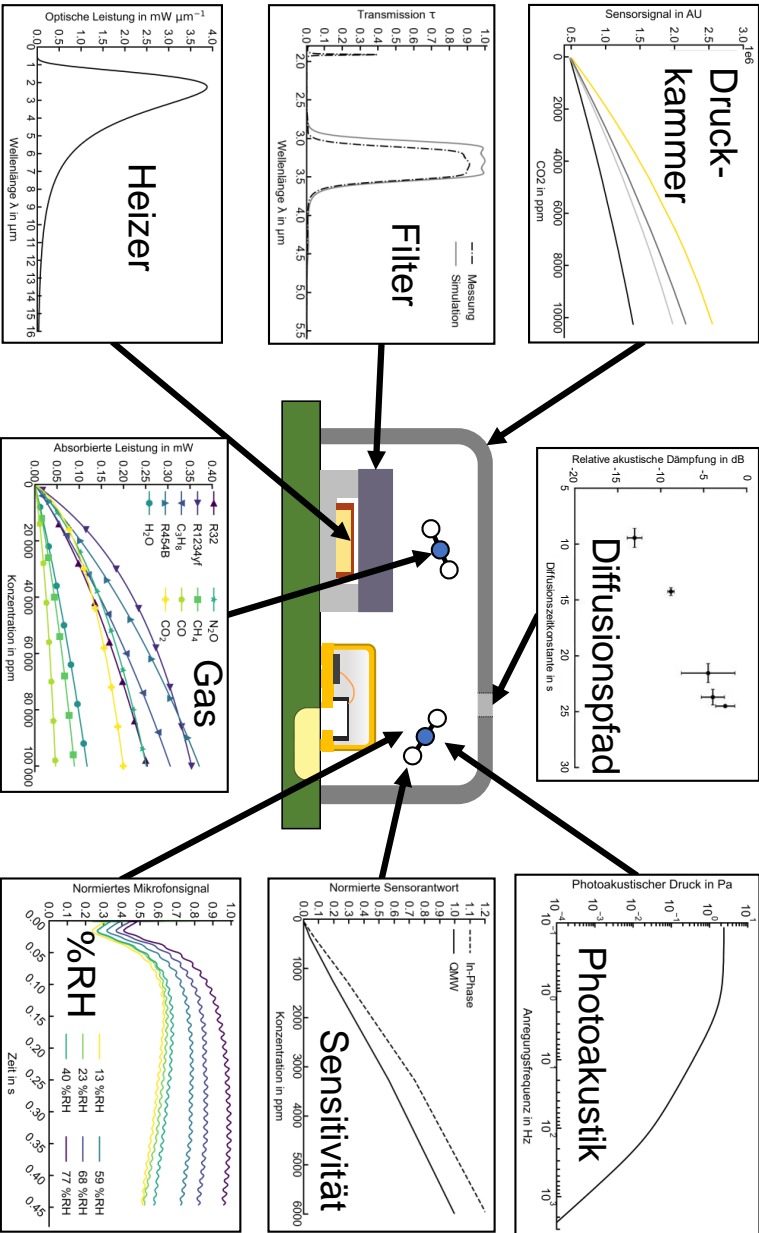 Sensorsignal in AU
1e6
3.0
2.5
2.0
1.5
1.0
0.5
Druck-
kammer
0 2000 4000 6000 8000 10000
CO2 in ppm
Relative akustische Dämpfung in dB
0
-5
-10
-15
-20
Diffusionspfad
5 10 15 20 25 30
Diffusionszeitkonstante in s
Photoakustischer Druck in Pa
10¹
10⁰
10⁻¹
10⁻²
10⁻³
10⁻⁴
Photoakustik
10⁻¹ 10⁰ 10¹ 10² 10³
Anregungsfrequenz in Hz
Transmission τ
1.0
0.9
0.8
0.7
0.6
0.5
0.4
0.3
0.2
0.1
0.0
Messung
Simulation
Filter
2.0 2.5 3.0 3.5 4.0 4.5 5.0 5.5
Wellenlänge λ in µm
Normierte Sensorantwort
1.2
1.1
1.0
0.9
0.8
0.7
0.6
0.5
0.4
0.3
0.2
0.1
0.0
In-Phase
QMW
Sensitivität
0 1000 2000 3000 4000 5000 6000
Konzentration in ppm
Optische Leistung in mW µm⁻¹
4.0
3.5
3.0
2.5
2.0
1.5
1.0
0.5
0.0
Heizer
0 1 2 3 4 5 6 7 8 9 10 11 12 13 14 15 16
Wellenlänge λ in µm
Absorbierte Leistung in mW
0.40
0.35
0.30
0.25
0.20
0.15
0.10
0.05
0.00
R32
R1234yf
C₃H₈
R454B
H₂O
N₂O
CH₄
CO
CO₂
Gas
0 20 000 40 000 60 000 80 000 100 000
Konzentration in ppm
Normiertes Mikrofonsignal
1.0
0.9
0.8
0.7
0.6
0.5
0.4
0.3
0.2
0.1
0.0
%RH
13 %RH
23 %RH
40 %RH
59 %RH
68 %RH
77 %RH
0.00 0.05 0.10 0.15 0.20 0.25 0.30 0.35 0.40 0.45
Zeit in s